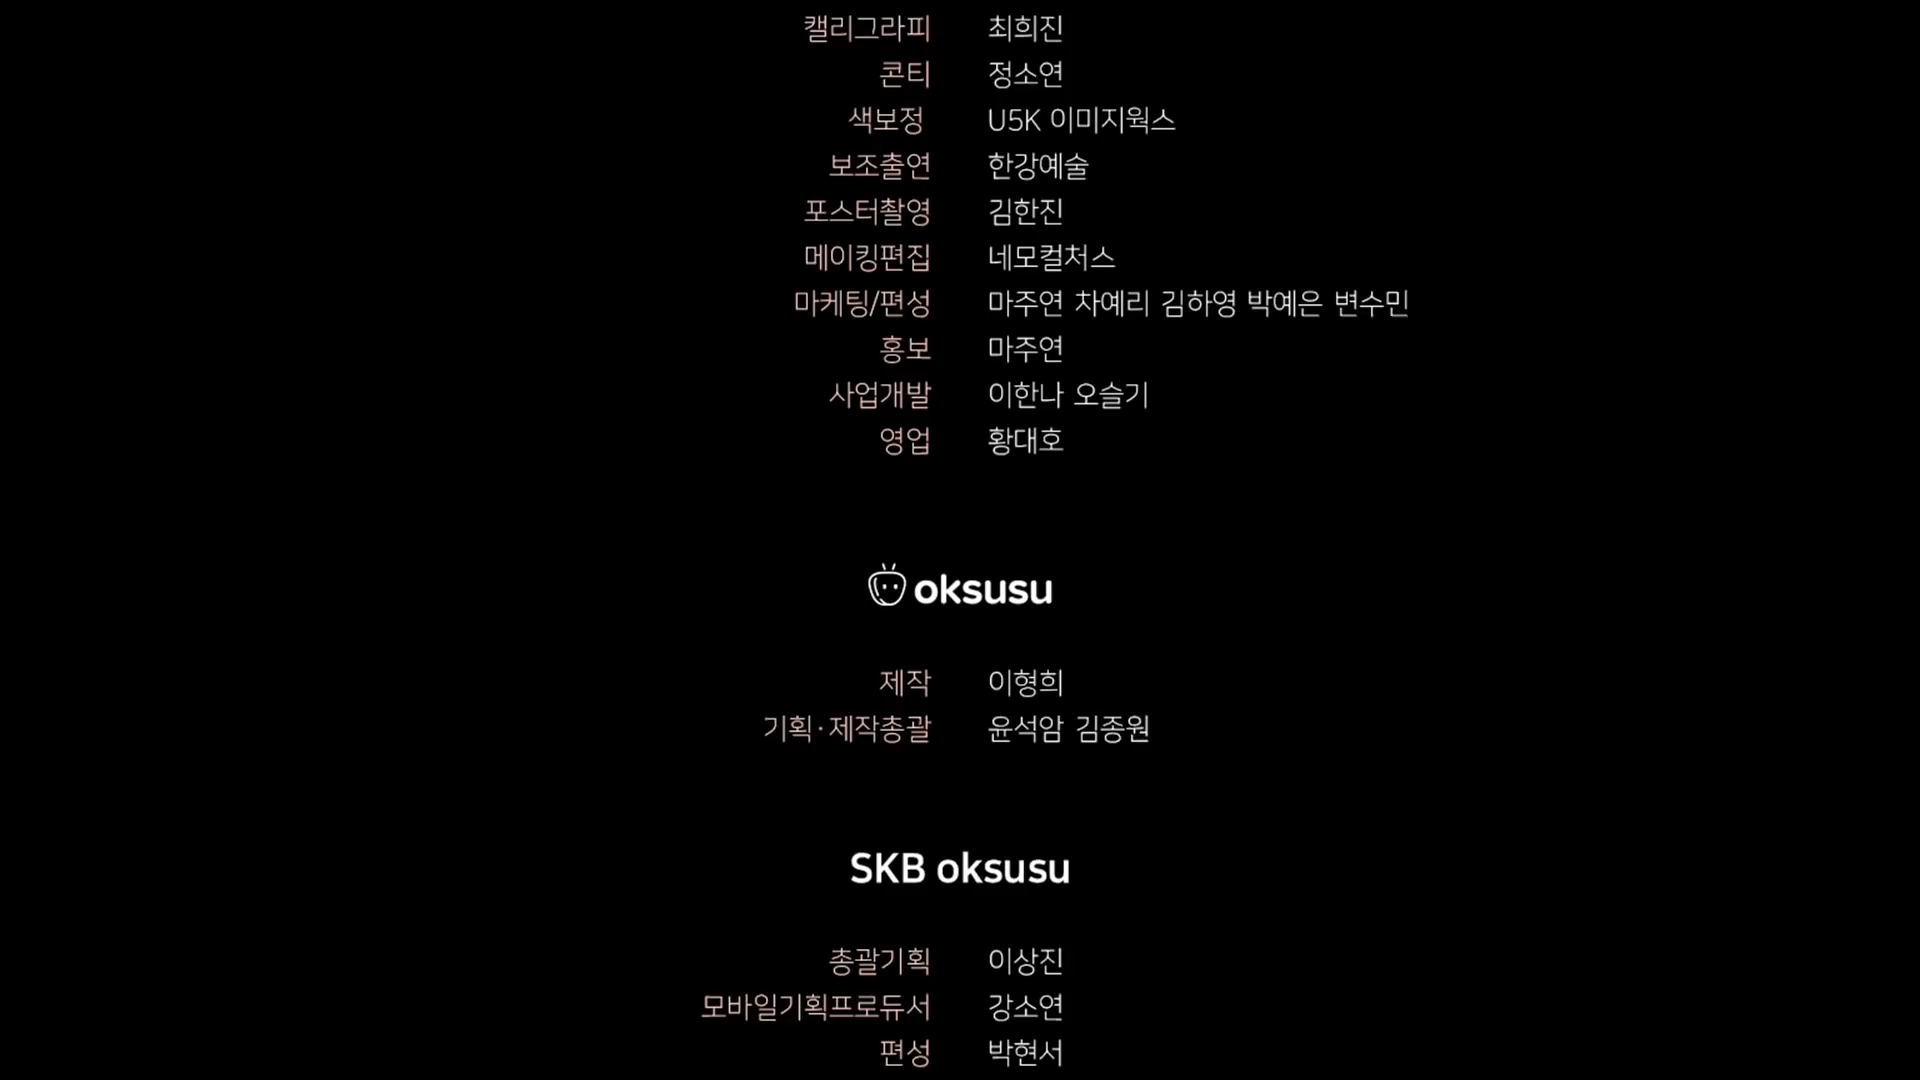 캘리그라피 최희진
콘티 정소연
색보정 U5K 이미지웍스
보조출연 한강예술
포스터촬영 김한진
메이킹편집 네모컬처스
마케팅/편성 마주연 차예리 김하영 박예은 변수민
홍보 마주연
사업개발 이한나 오슬기
영업 황대호
oksusu
제작 이형희
기획·제작총괄 윤석암 김종원
SKB oksusu
총괄기획 이상진
모바일기획프로듀서 강소연
편성 박현서